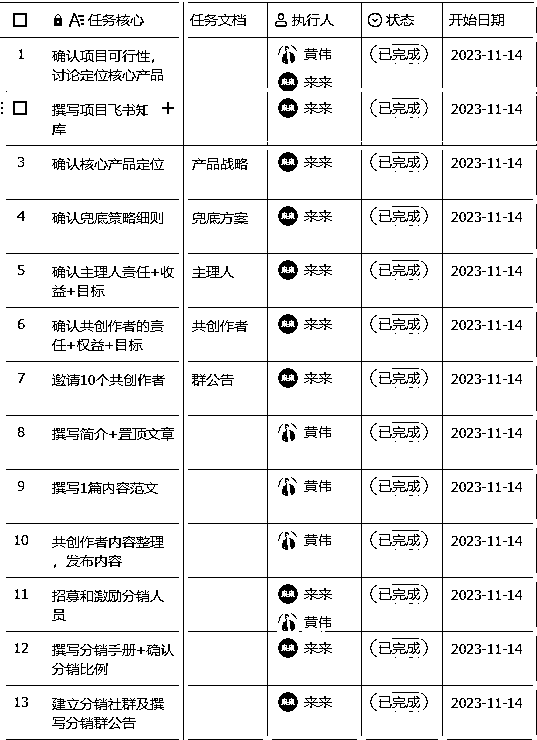 任务核心 任务文档 执行人 状态 开始日期
1 确认项目可行性，讨论定位核心产品 黄伟 来来 已完成 2023-11-14
撰写项目飞书知库 来来 已完成 2023-11-14
3 确认核心产品定位 产品战略 来来 已完成 2023-11-14
4 确认兜底策略细则 兜底方案 来来 已完成 2023-11-14
5 确认主理人责任+收益+目标 主理人 来来 已完成 2023-11-14
6 确认共创作者的责任+权益+目标 共创作者 来来 已完成 2023-11-14
7 邀请10个共创作者 群公告 来来 已完成 2023-11-14
8 撰写简介+置顶文章 黄伟 已完成 2023-11-14
9 撰写1篇内容范文 黄伟 已完成 2023-11-14
10 共创作者内容整理，发布内容 黄伟 已完成 2023-11-14
11 招募和激励分销人员 来来 黄伟 已完成 2023-11-14
12 撰写分销手册+确认分销比例 来来 已完成 2023-11-14
13 建立分销社群及撰写分销群公告 来来 已完成 2023-11-14